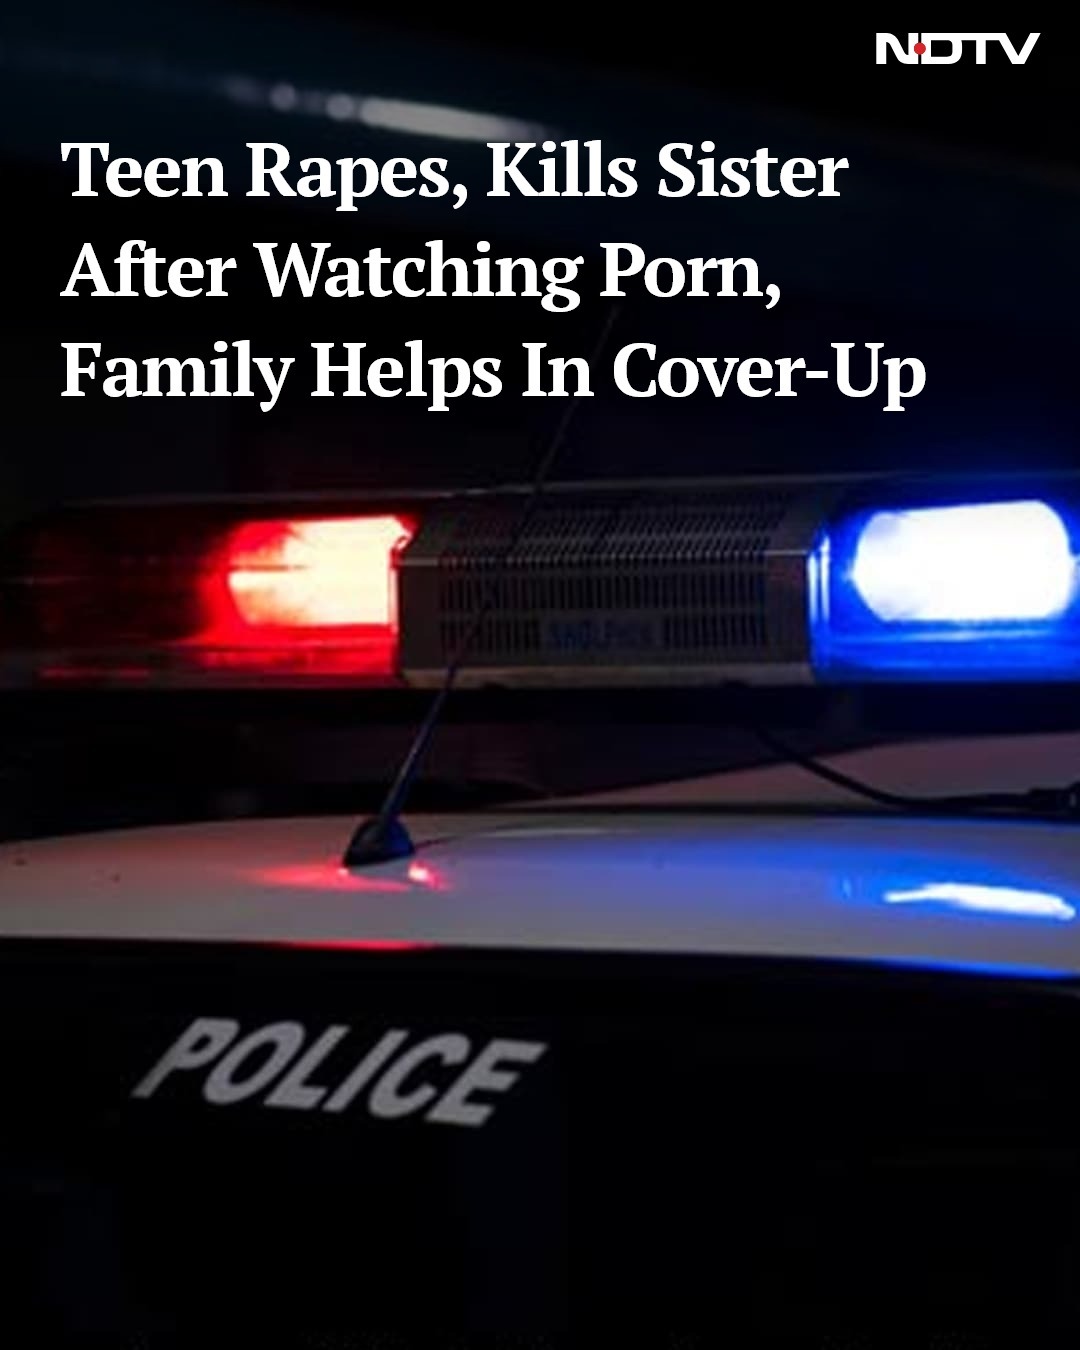 NDTV
Teen Rapes, Kills Sister
After Watching Porn,
Family Helps In Cover-Up
POLICE